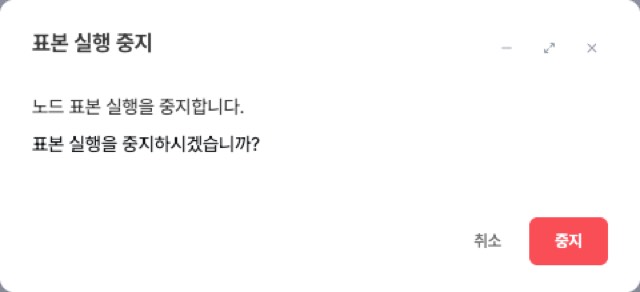 표본 실행 중지
노드 표본 실행을 중지합니다.
표본 실행을 중지하시겠습니까?
취소
중지